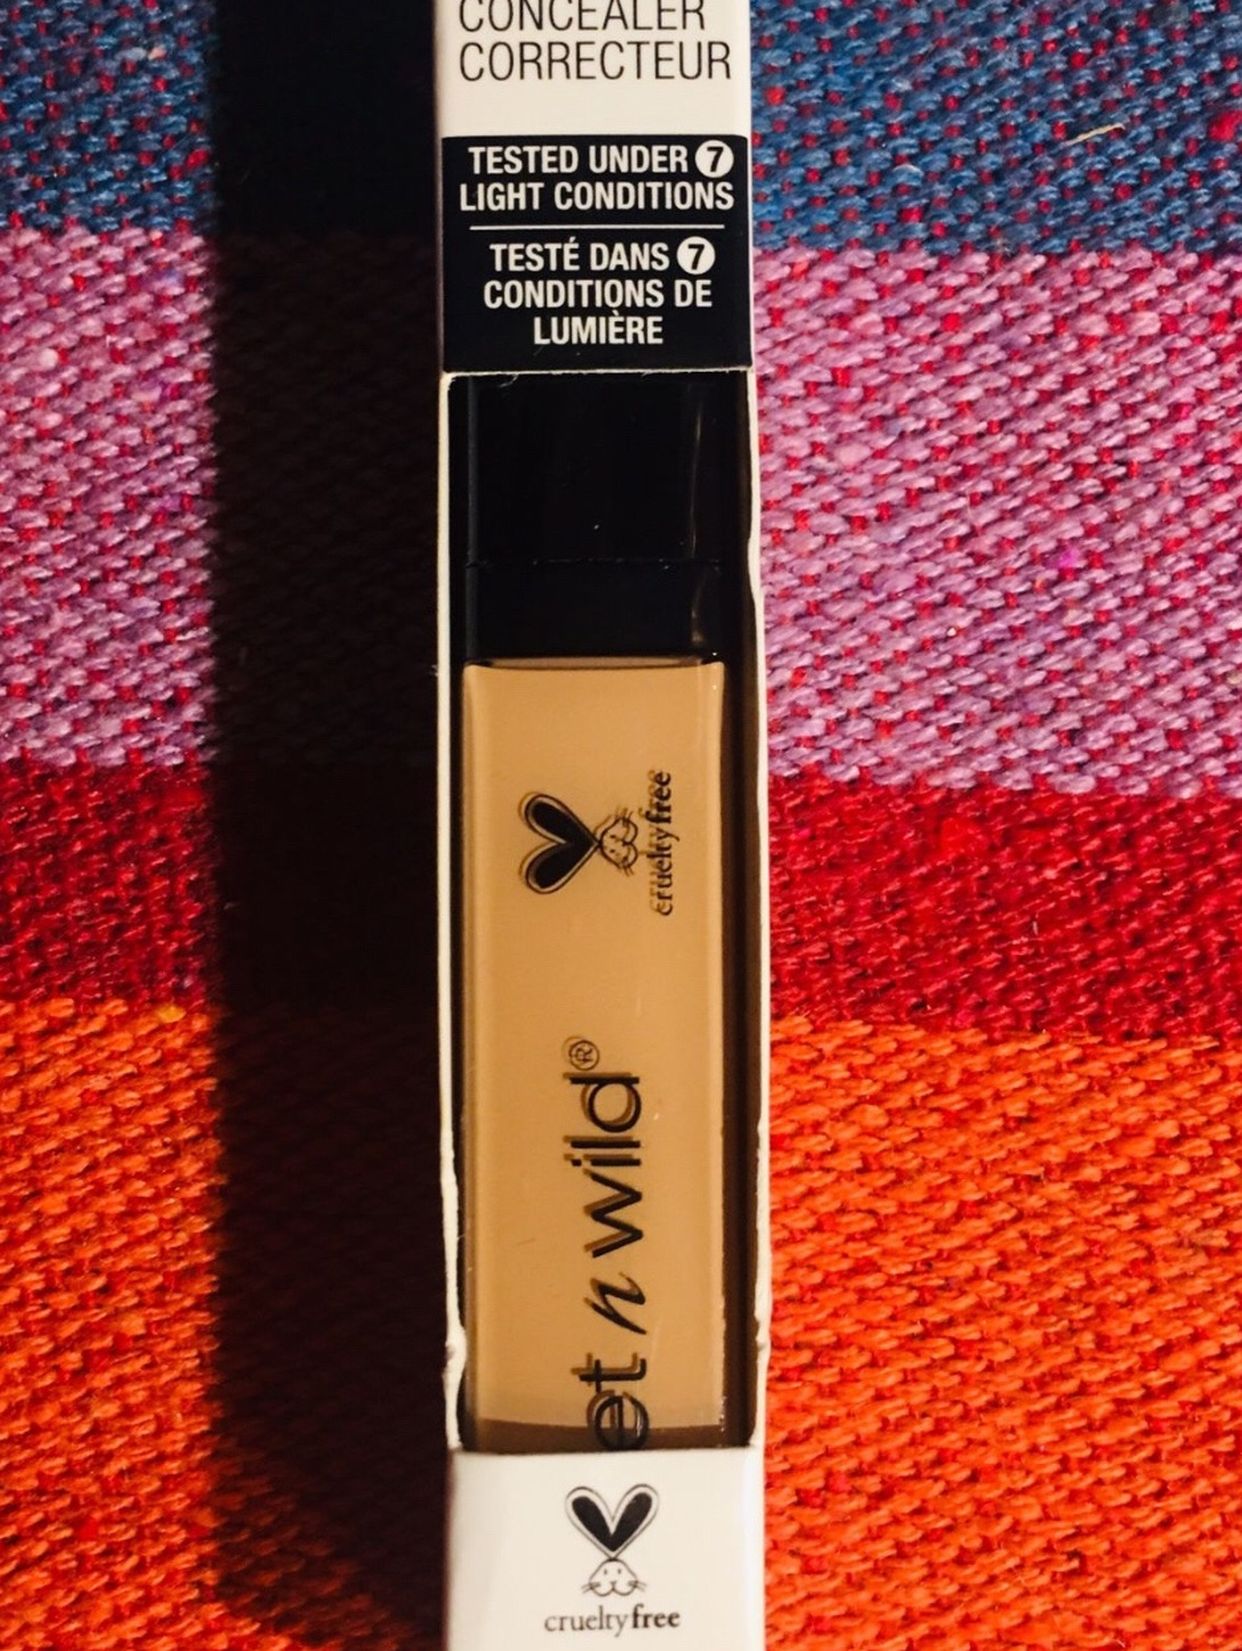 CONCEALER
CORRECTEUR
TESTED UNDER 7
LIGHT CONDITIONS
TESTÉ DANS 7
CONDITIONS DE
LUMIÈRE
crueltyfree
et n wild®
crueltyfree